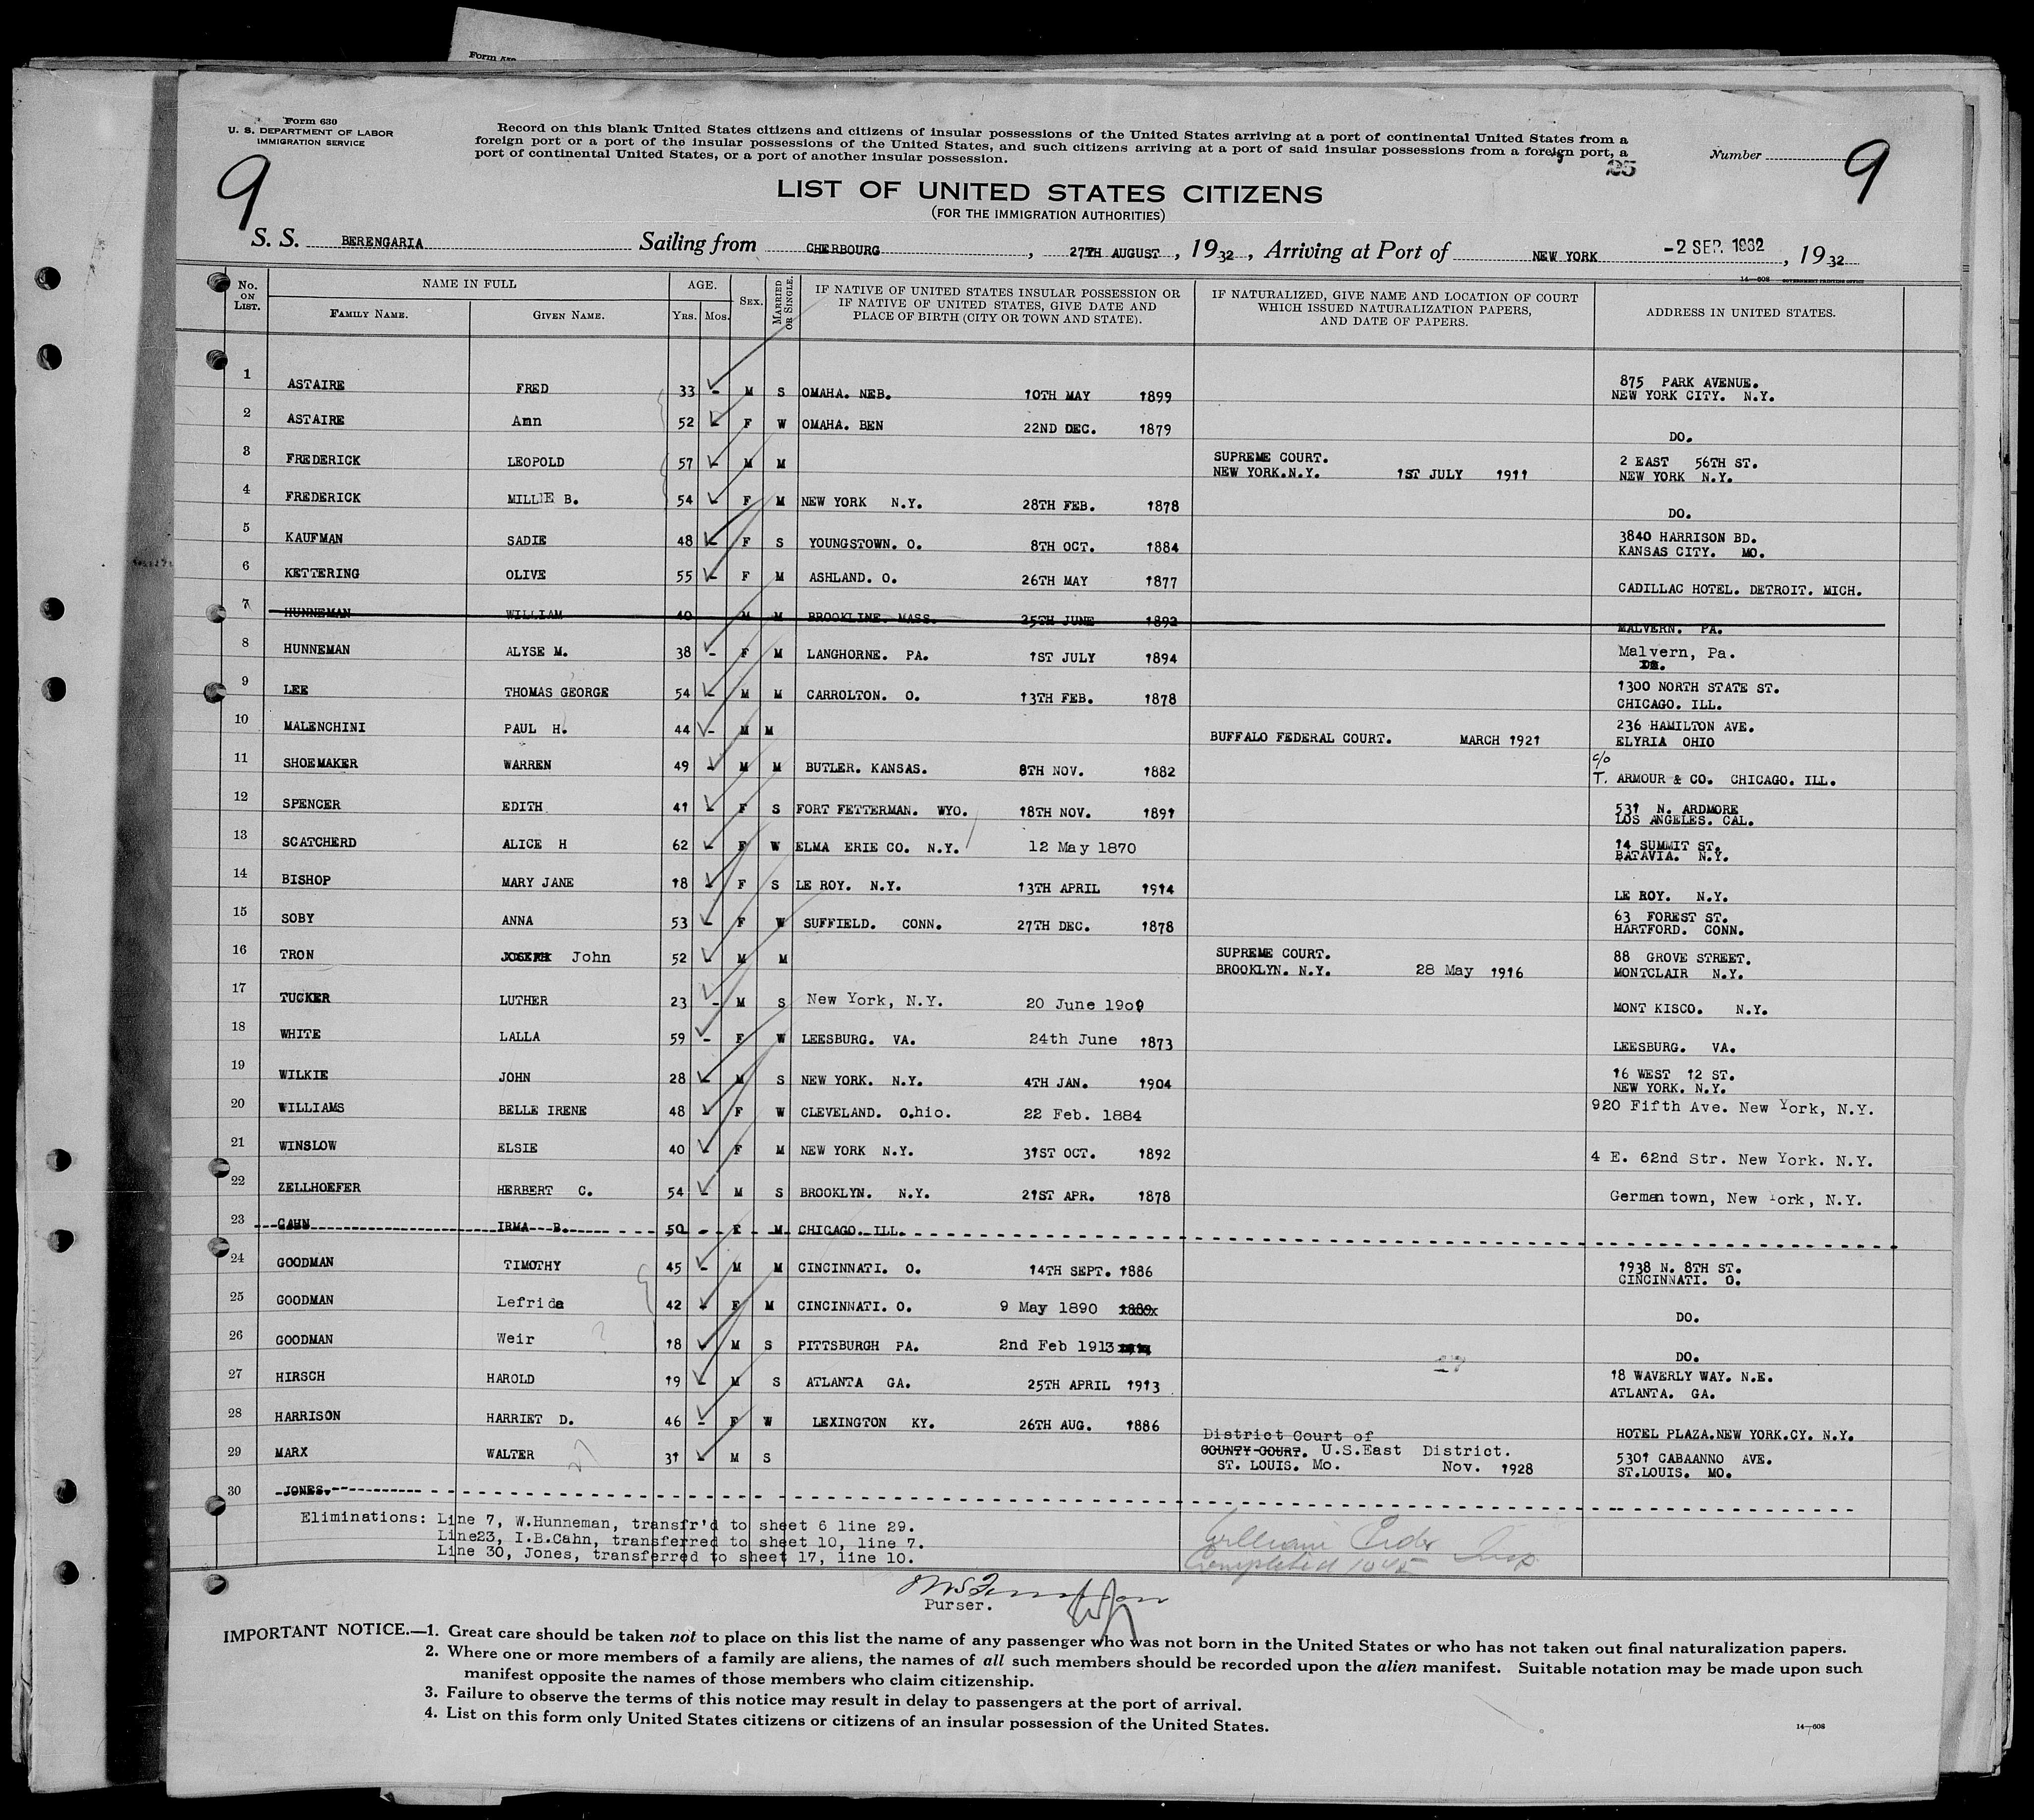 Form 630
U. S. DEPARTMENT OF LABOR
IMMIGRATION SERVICE
Record on this blank United States citizens and citizens of insular possessions of the United States arriving at a port of continental United States from a
foreign port or a port of the insular possessions of the United States, and such citizens arriving at a port of said insular possessions from a foreign port, a
port of continental United States, or a port of another insular possession.
Number 9
9
25
LIST OF UNITED STATES CITIZENS
(FOR THE IMMIGRATION AUTHORITIES)
S. S. BERENGARIA Sailing from CHERBOURG, 27TH AUGUST, 1932, Arriving at Port of NEW YORK -2 SEP. 1932, 1932
14—608 GOVERNMENT PRINTING OFFICE
No. ON LIST. NAME IN FULL AGE. SEX. MARRIED OR SINGLE. IF NATIVE OF UNITED STATES INSULAR POSSESSION OR IF NATIVE OF UNITED STATES, GIVE DATE AND PLACE OF BIRTH (CITY OR TOWN AND STATE). IF NATURALIZED, GIVE NAME AND LOCATION OF COURT WHICH ISSUED NATURALIZATION PAPERS, AND DATE OF PAPERS. ADDRESS IN UNITED STATES.
FAMILY NAME. GIVEN NAME. Yrs. Mos.
1 ASTAIRE FRED 33 - M S OMAHA. NEB. 10TH MAY 1899 875 PARK AVENUE. NEW YORK CITY. N.Y.
2 ASTAIRE Ann 52 - F W OMAHA. BEN 22ND DEC. 1879 DO.
3 FREDERICK LEOPOLD 57 - M M SUPREME COURT. NEW YORK.N.Y. 1ST JULY 1911 2 EAST 56TH ST. NEW YORK N.Y.
4 FREDERICK MILLIE B. 54 - F M NEW YORK N.Y. 28TH FEB. 1878 DO.
5 KAUFMAN SADIE 48 - F S YOUNGSTOWN. O. 8TH OCT. 1884 3840 HARRISON BD. KANSAS CITY. MO.
6 KETTERING OLIVE 55 - F M ASHLAND. O. 26TH MAY 1877 CADILLAC HOTEL. DETROIT. MICH.
7 HUNNEMAN WILLIAM 40 M M BROOKLINE. MASS. 25TH JUNE 1892 MALVERN. PA.
8 HUNNEMAN ALYSE M. 38 - F M LANGHORNE. PA. 1ST JULY 1894 Malvern, Pa. DO.
9 LEE THOMAS GEORGE 54 - M M CARROLTON. O. 13TH FEB. 1878 1300 NORTH STATE ST. CHICAGO. ILL.
10 MALENCHINI PAUL H. 44 - M M BUFFALO FEDERAL COURT. MARCH 1921 236 HAMILTON AVE. ELYRIA OHIO
11 SHOEMAKER WARREN 49 - M M BUTLER. KANSAS. 8TH NOV. 1882 c/o T. ARMOUR & CO. CHICAGO. ILL.
12 SPENCER EDITH 41 - F S FORT FETTERMAN. WYO. 18TH NOV. 1891 531 N. ARDMORE LOS ANGELES. CAL.
13 SCATCHERD ALICE H 62 - F W ELMA ERIE CO. N.Y. 12 May 1870 14 SUMMIT ST. BATAVIA. N.Y.
14 BISHOP MARY JANE 18 - F S LE ROY. N.Y. 13TH APRIL 1914 LE ROY. N.Y.
15 SOBY ANNA 53 - F W SUFFIELD. CONN. 27TH DEC. 1878 63 FOREST ST. HARTFORD. CONN.
16 TRON JOSEPH John 52 - M M SUPREME COURT. BROOKLYN. N.Y. 28 May 1916 88 GROVE STREET. MONTCLAIR N.Y.
17 TUCKER LUTHER 23 - M S New York, N.Y. 20 June 1909 MONT KISCO. N.Y.
18 WHITE LALLA 59 - F W LEESBURG. VA. 24th June 1873 LEESBURG. VA.
19 WILKIE JOHN 28 - M S NEW YORK. N.Y. 4TH JAN. 1904 16 WEST 12 ST. NEW YORK. N.Y.
20 WILLIAMS BELLE IRENE 48 - F W CLEVELAND. O.hio. 22 Feb. 1884 920 Fifth Ave. New York, N.Y.
21 WINSLOW ELSIE 40 - F M NEW YORK N.Y. 31ST OCT. 1892 4 E. 62nd Str. New York. N.Y.
22 ZELLHOEFER HERBERT C. 54 - M S BROOKLYN. N.Y. 21ST APR. 1878 Germantown, New York, N.Y.
23 CAHN IRMA B. 50 - F M CHICAGO. ILL.
24 GOODMAN TIMOTHY 45 - M M CINCINNATI. O. 14TH SEPT. 1886 1938 N. 8TH ST. CINCINNATI. O.
25 GOODMAN Lefrida 42 - F M CINCINNATI. O. 9 May 1890 1889 DO.
26 GOODMAN Weir 18 - M S PITTSBURGH PA. 2nd Feb 1913 DO.
27 HIRSCH HAROLD 19 - M S ATLANTA GA. 25TH APRIL 1913 18 WAVERLY WAY. N.E. ATLANTA. GA.
28 HARRISON HARRIET D. 46 - F W LEXINGTON KY. 26TH AUG. 1886 HOTEL PLAZA.NEW YORK.CY. N.Y.
29 MARX WALTER 31 - M S District Court of COUNTY COURT. U.S.East District. ST. LOUIS. Mo. Nov. 1928 5301 CABAANNO AVE. ST.LOUIS. MO.
30 JONES.
Eliminations: Line 7, W.Hunneman, transfr'd to sheet 6 line 29.
Line23, I.B.Cahn, transferred to sheet 10, line 7.
Line 30, Jones, transferred to sheet 17, line 10.
William
Completed 1045
Purser.
IMPORTANT NOTICE.—1. Great care should be taken not to place on this list the name of any passenger who was not born in the United States or who has not taken out final naturalization papers.
2. Where one or more members of a family are aliens, the names of all such members should be recorded upon the alien manifest. Suitable notation may be made upon such
manifest opposite the names of those members who claim citizenship.
3. Failure to observe the terms of this notice may result in delay to passengers at the port of arrival.
4. List on this form only United States citizens or citizens of an insular possession of the United States.
14—608